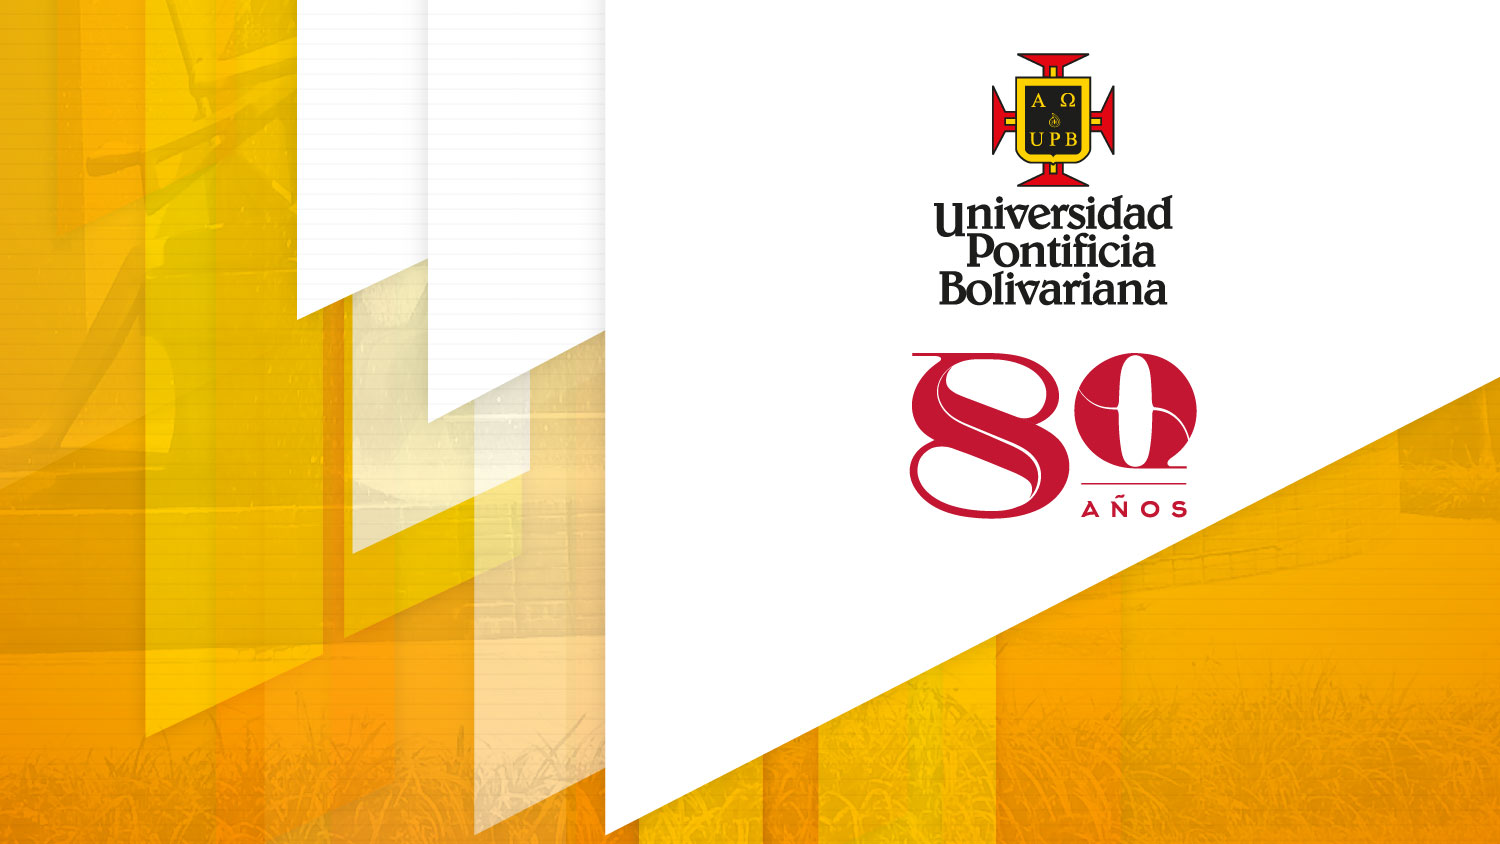 Α Ω
UPB
Universidad
Pontificia
Bolivariana
80
AÑOS